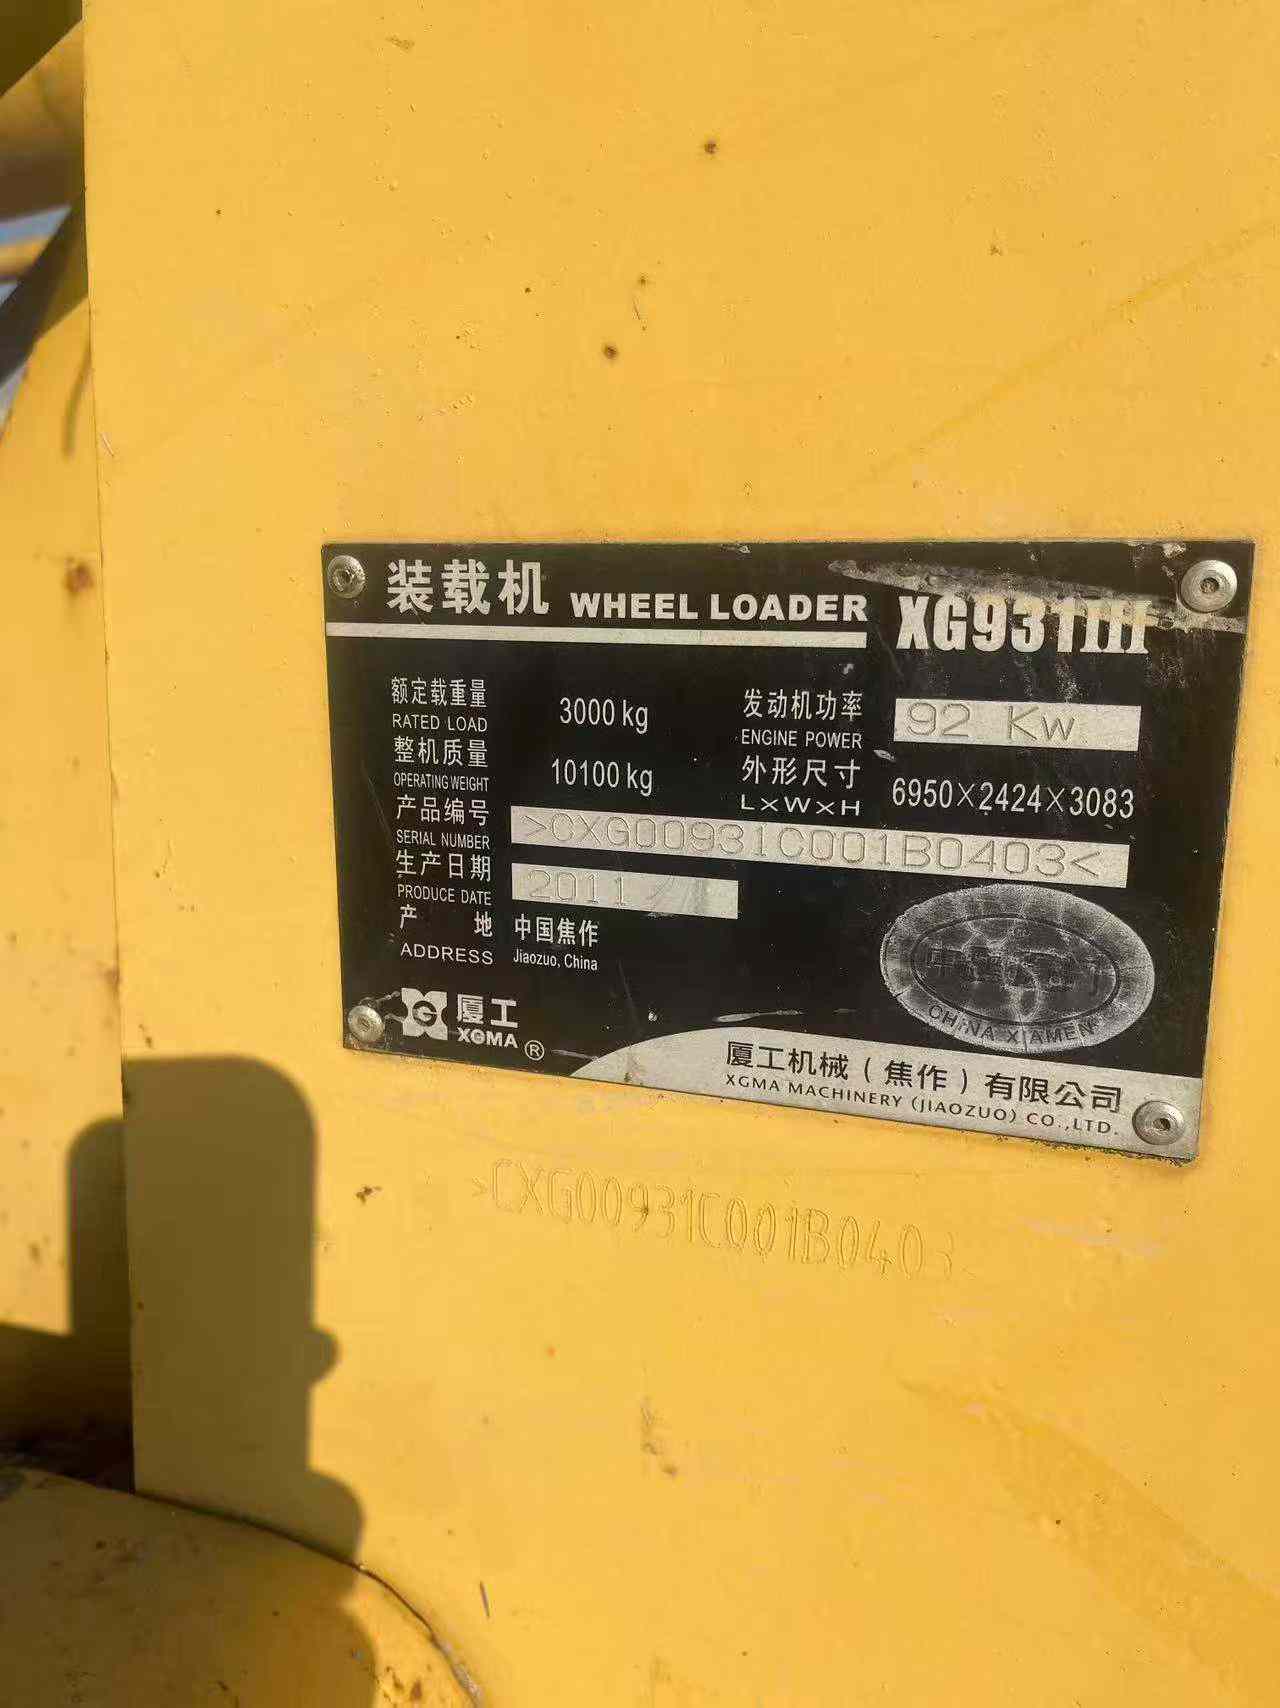 装载机 WHEEL LOADER XG931III
额定载重量 3000 kg 发动机功率 92 Kw
RATED LOAD ENGINE POWER
整机质量 10100 kg 外形尺寸 6950×2424×3083
OPERATING WEIGHT L×W×H
产品编号 >CXG00931C001B0403<
SERIAL NUMBER
生产日期 2011
PRODUCE DATE
产 地 中国焦作
ADDRESS Jiaozuo, China
CHINA XIAMEN
G 厦工
XGMA ®
厦工机械(焦作)有限公司
XGMA MACHINERY (JIAOZUO) CO.,LTD.
>CXG00931C001B0403